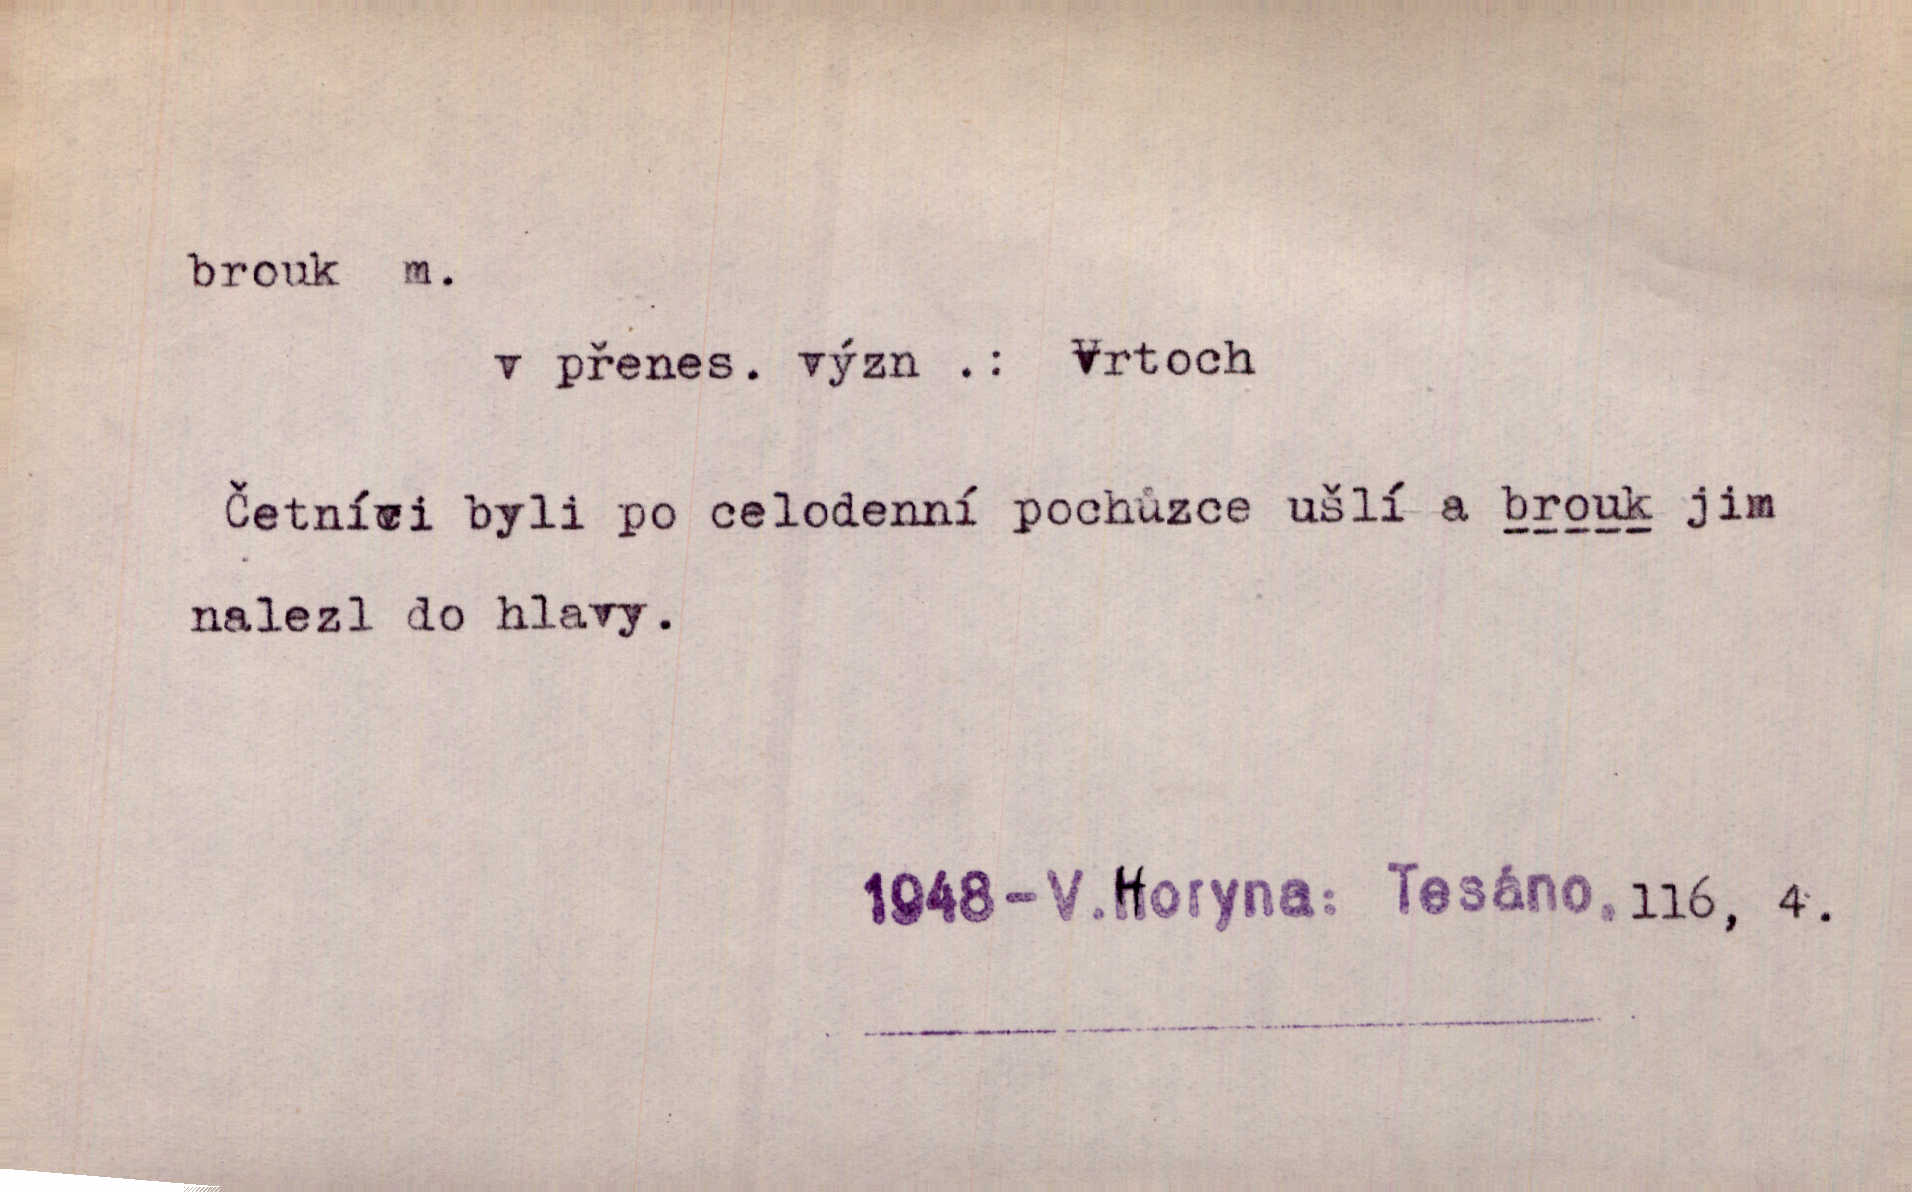 brouk m.
v přenes. význ .: Vrtoch
Četníci byli po celodenní pochůzce ušlí a brouk jim
nalezl do hlavy.
1948-V.Horyna: Tesáno. 116, 4.